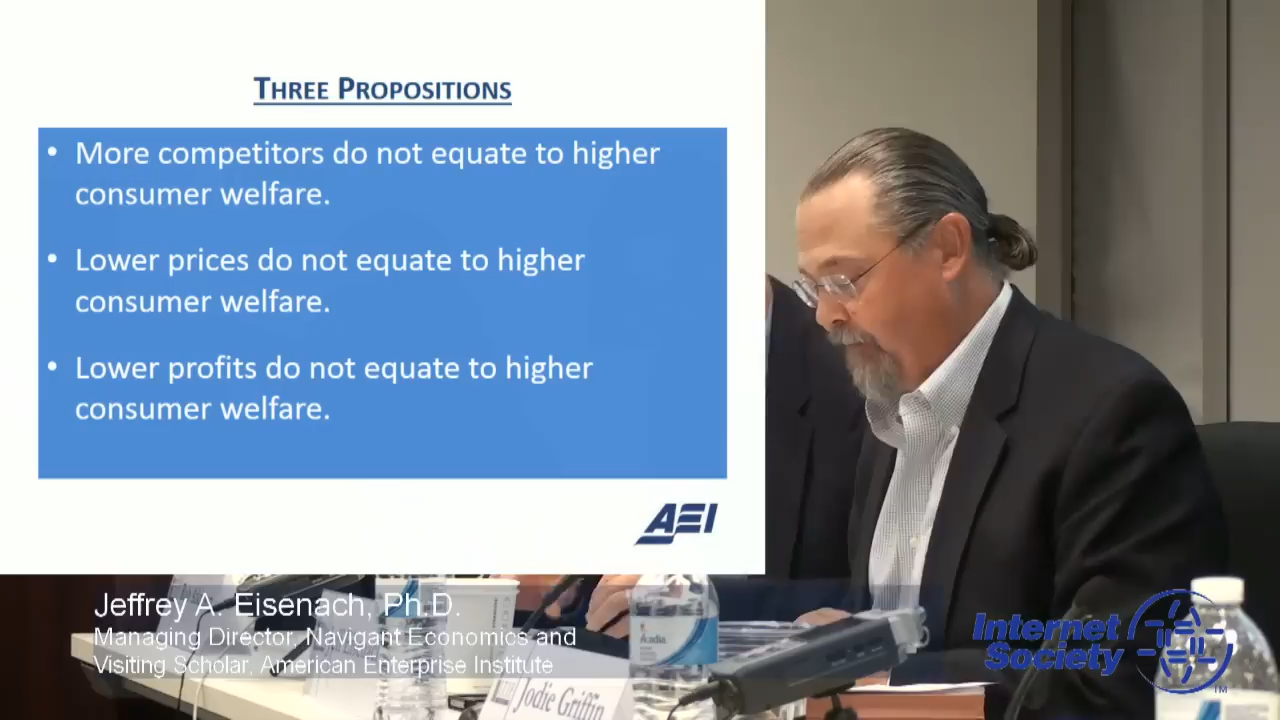 THREE PROPOSITIONS
• More competitors do not equate to higher
consumer welfare.
• Lower prices do not equate to higher
consumer welfare.
• Lower profits do not equate to higher
consumer welfare.
AEI
Jeffrey A. Eisenach, Ph.D.
Managing Director, Navigant Economics and
Visiting Scholar, American Enterprise Institute
Acadia
Jodie Griffin
Internet
Society
TM